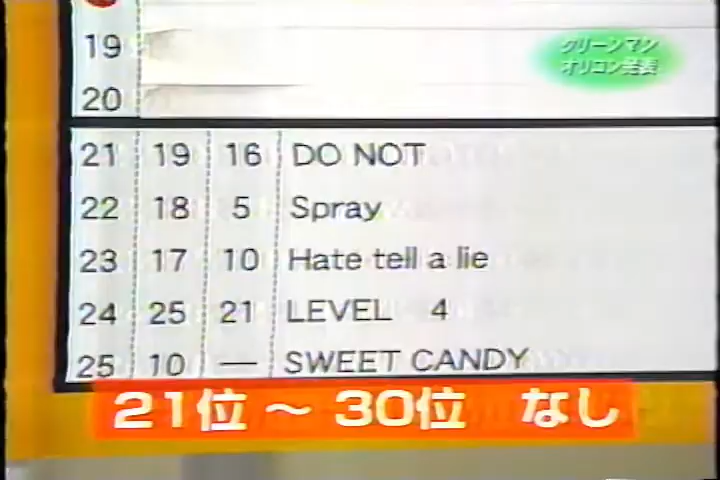 クリーンマン
オリコン発表
19
20
21 19 16 DO NOT
22 18 5 Spray
23 17 10 Hate tell a lie
24 25 21 LEVEL 4
25 10 — SWEET CANDY
21位～30位 なし